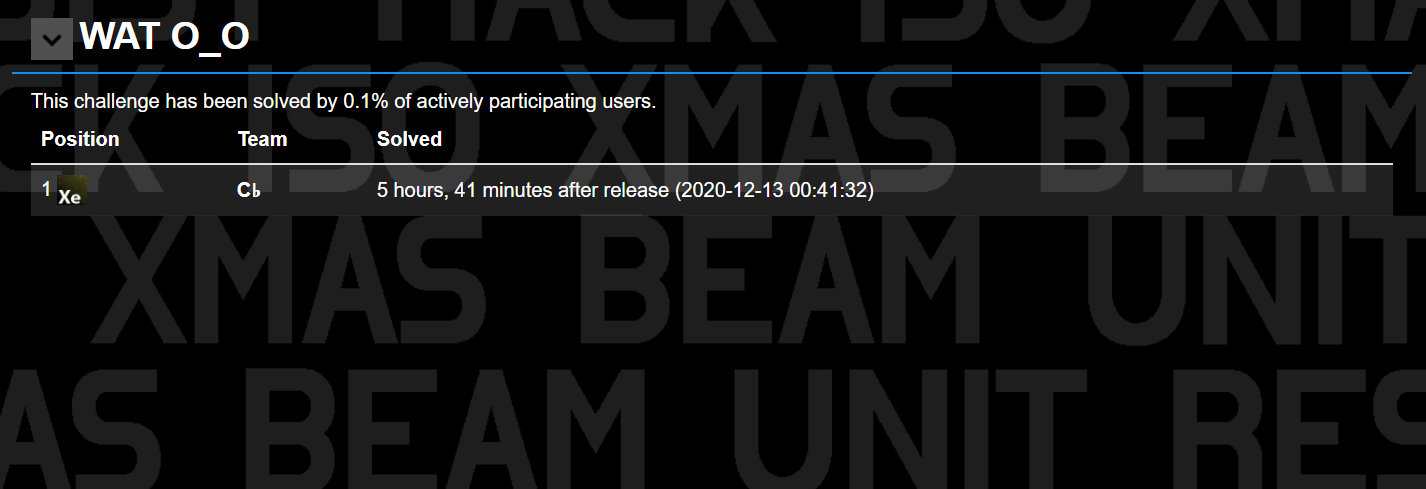 WAT O_O
This challenge has been solved by 0.1% of actively participating users.
Position Team Solved
1 Xe C♭ 5 hours, 41 minutes after release (2020-12-13 00:41:32)
HACK ISO XMAS
CK ISO XMAS BEAM
XMAS BEAM UNIT
AS BEAM UNIT RES